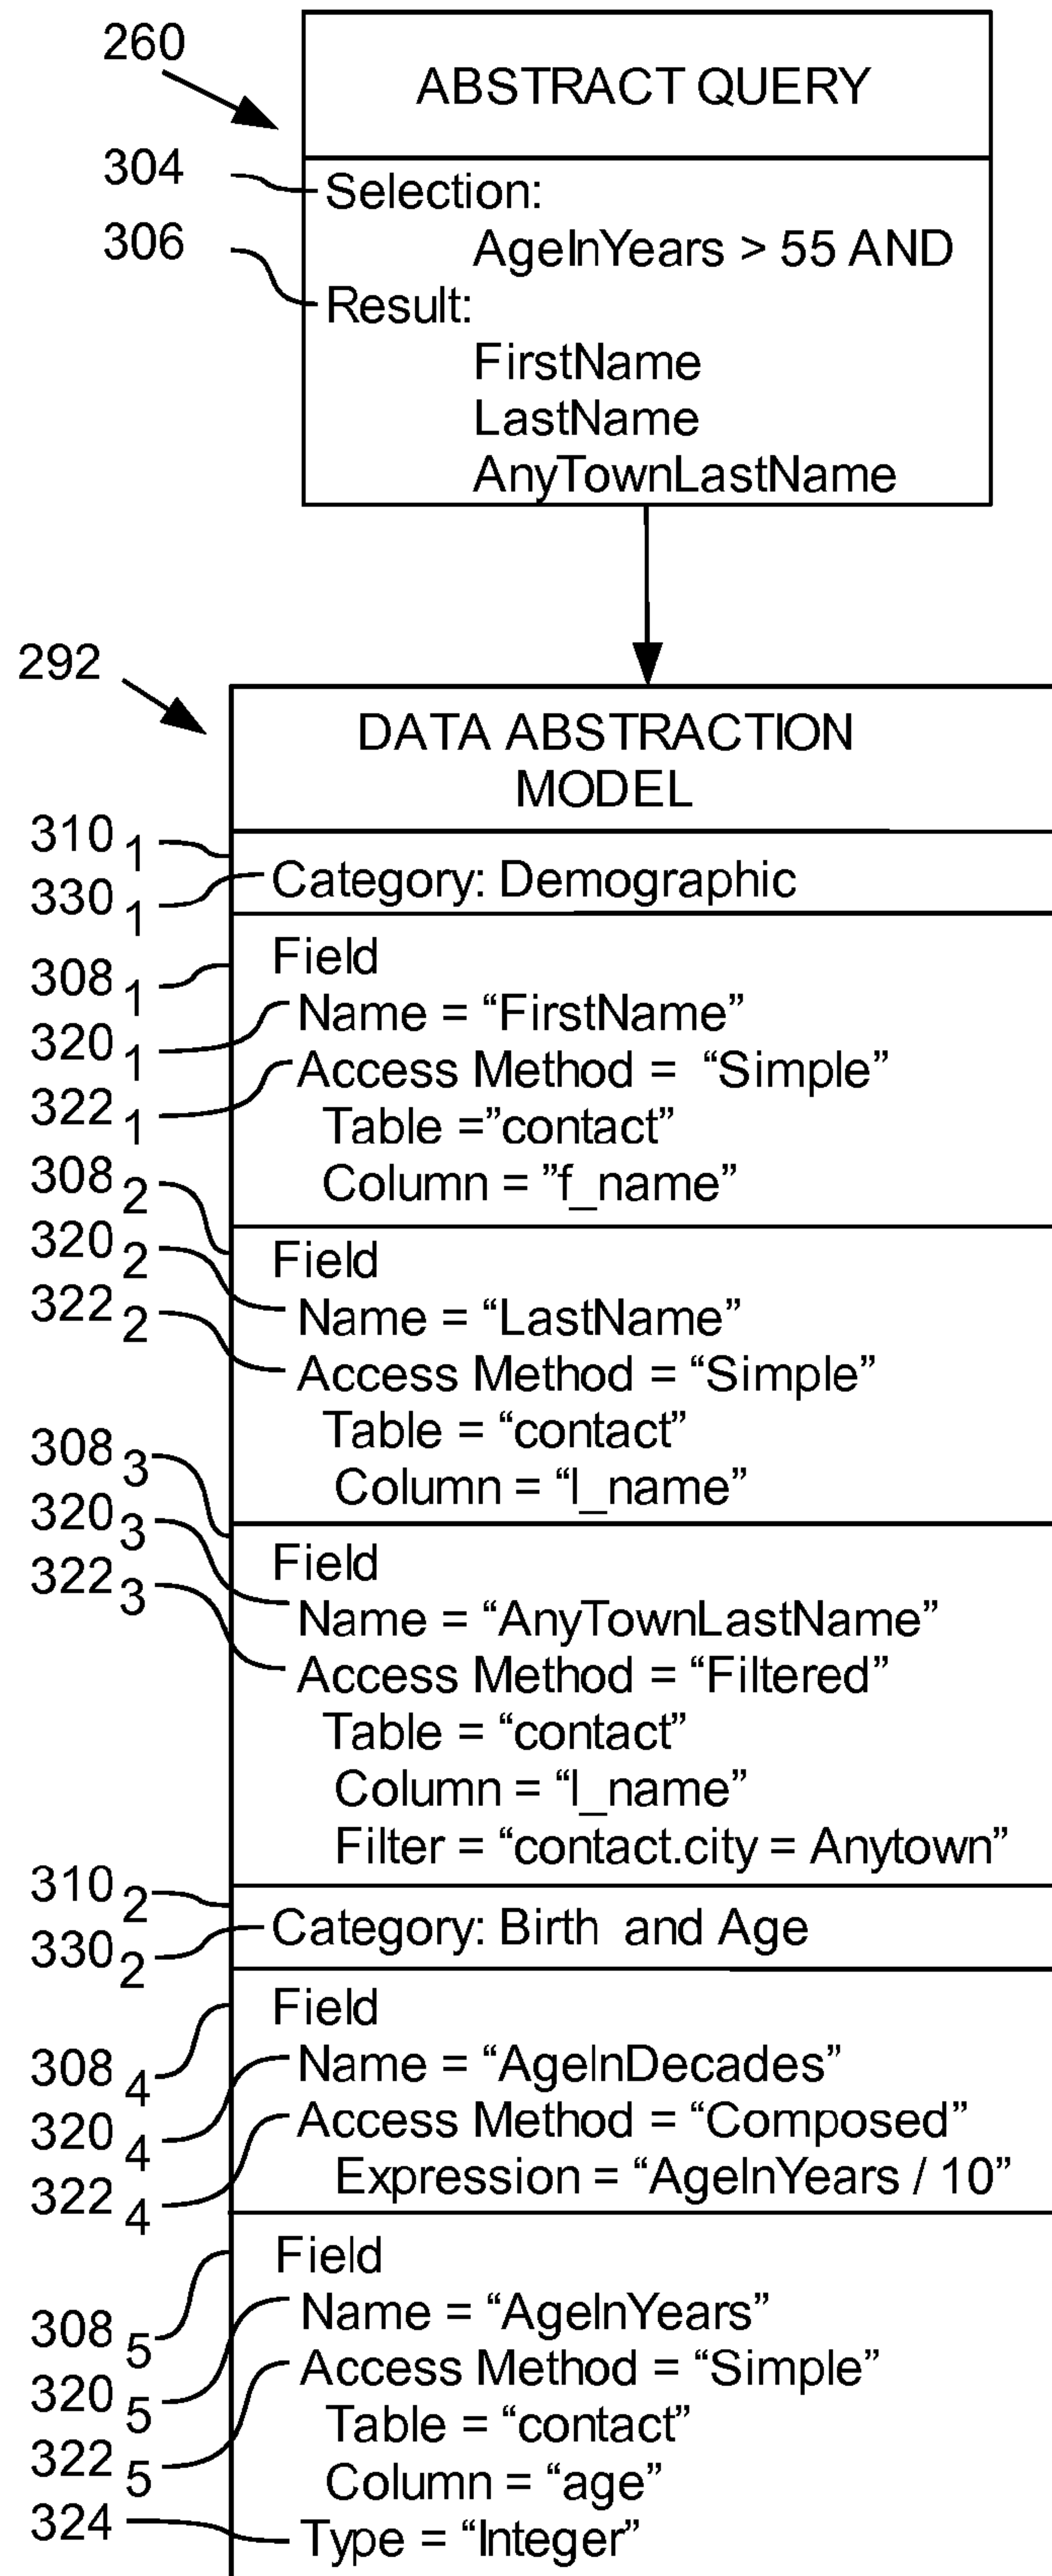 260
ABSTRACT QUERY
304
Selection:
AgeInYears > 55 AND
306
Result:
FirstName
LastName
AnyTownLastName
292
DATA ABSTRACTION
MODEL
310 1
330 1
Category: Demographic
308 1
Field
320 1
Name = “FirstName”
322 1
Access Method = “Simple”
Table =”contact”
Column = ”f_name”
308 2
Field
320 2
Name = “LastName”
322 2
Access Method = “Simple”
Table = “contact”
Column = “l_name”
308 3
Field
320 3
Name = “AnyTownLastName”
322 3
Access Method = “Filtered”
Table = “contact”
Column = “l_name”
Filter = “contact.city = Anytown”
310 2
330 2
Category: Birth and Age
308 4
Field
320 4
Name = “AgeInDecades”
322 4
Access Method = “Composed”
Expression = “AgeInYears / 10”
308 5
Field
320 5
Name = “AgeInYears”
322 5
Access Method = “Simple”
Table = “contact”
Column = “age”
324
Type = “Integer”